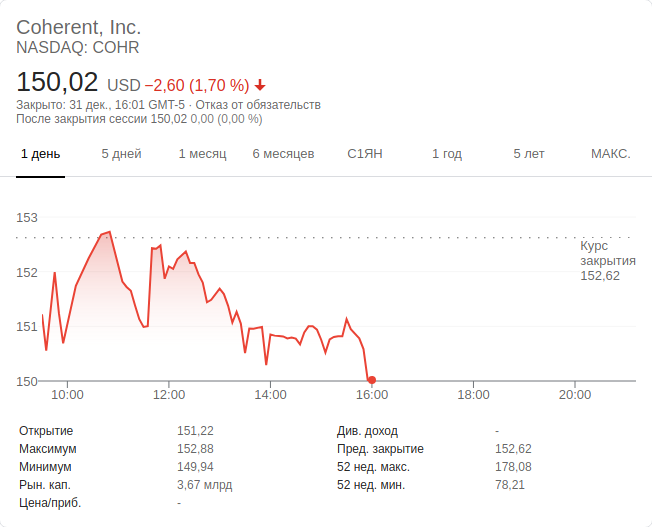 Coherent, Inc.
NASDAQ: COHR
150,02 USD −2,60 (1,70 %)
Закрыто: 31 дек., 16:01 GMT-5 · Отказ от обязательств
После закрытия сессии 150,02 0,00 (0,00 %)
1 день 5 дней 1 месяц 6 месяцев С1ЯН 1 год 5 лет МАКС.
153
Курс
закрытия
152,62
152
151
150
10:00 12:00 14:00 16:00 18:00 20:00
Открытие 151,22 Див. доход -
Максимум 152,88 Пред. закрытие 152,62
Минимум 149,94 52 нед. макс. 178,08
Рын. кап. 3,67 млрд 52 нед. мин. 78,21
Цена/приб. -